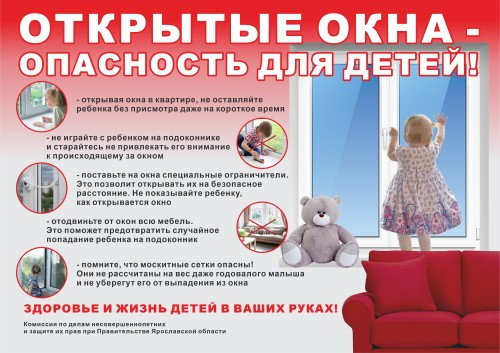 ОТКРЫТЫЕ ОКНА -
ОПАСНОСТЬ ДЛЯ ДЕТЕЙ!
- открывая окна в квартире, не оставляйте
ребенка без присмотра даже на короткое время
- не играйте с ребенком на подоконнике
и старайтесь не привлекать его внимание
к происходящему за окном
- поставьте на окна специальные ограничители.
Это позволит открывать их на безопасное
расстояние. Не показывайте ребенку,
как открывается окно
- отодвиньте от окон всю мебель.
Это поможет предотвратить случайное
попадание ребенка на подоконник
- помните, что москитные сетки опасны!
Они не рассчитаны на вес даже годовалого малыша
и не уберегут его от выпадения из окна
ЗДОРОВЬЕ И ЖИЗНЬ ДЕТЕЙ В ВАШИХ РУКАХ!
Комиссия по делам несовершеннолетних
и защите их прав при Правительстве Ярославской области